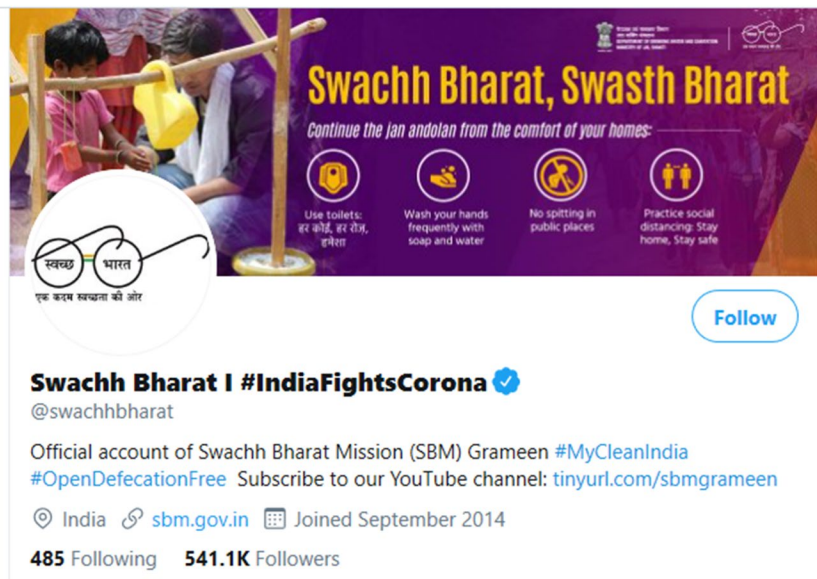 Swachh Bharat, Swasth Bharat
Continue the jan andolan from the comfort of your homes:
Use toilets:
हर कोई, हर रोज़,
हमेशा
Wash your hands
frequently with
soap and water
No spitting in
public places
Practice social
distancing: Stay
home, Stay safe
स्वच्छ भारत
एक कदम स्वच्छता की ओर
Follow
Swachh Bharat I #IndiaFightsCorona
@swachhbharat
Official account of Swachh Bharat Mission (SBM) Grameen #MyCleanIndia
#OpenDefecationFree Subscribe to our YouTube channel: tinyurl.com/sbmgrameen
India sbm.gov.in Joined September 2014
485 Following 541.1K Followers